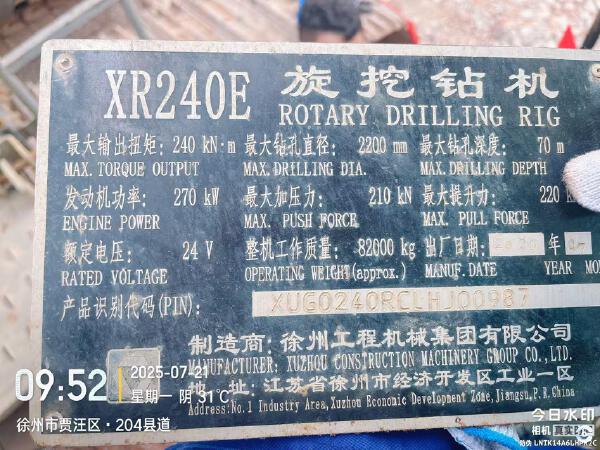 XR240E 旋挖钻机
ROTARY DRILLING RIG
最大输出扭矩: 240 kN·m 最大钻孔直径: 2200 mm 最大钻孔深度: 70 m
MAX. TORQUE OUTPUT MAX. DRILLING DIA. MAX. DRILLING DEPTH
发动机功率: 270 kW 最大加压力: 210 kN 最大提升力: 220
ENGINE POWER MAX. PUSH FORCE MAX. PULL FORCE
额定电压: 24 V 整机工作质量: 82000 kg 出厂日期: 年
RATED VOLTAGE OPERATING WEIGHT(approx.) MANUF. DATE YEAR
产品识别代码(PIN): XUG0240RCLHJ00987
制造商: 徐州工程机械集团有限公司
MANUFACTURER: XUZHOU CONSTRUCTION MACHINERY GROUP CO., LTD.
地 址: 江苏省徐州市经济开发区工业一区
Address: No.1 Industry Area, Xuzhou Economic Development Zone, Jiangsu, P.R. China
09:52
2025-07-21
星期一 阴 31℃
徐州市贾汪区·204县道
今日水印
相机 真实
防伪 LNTK14A6LHPR2C